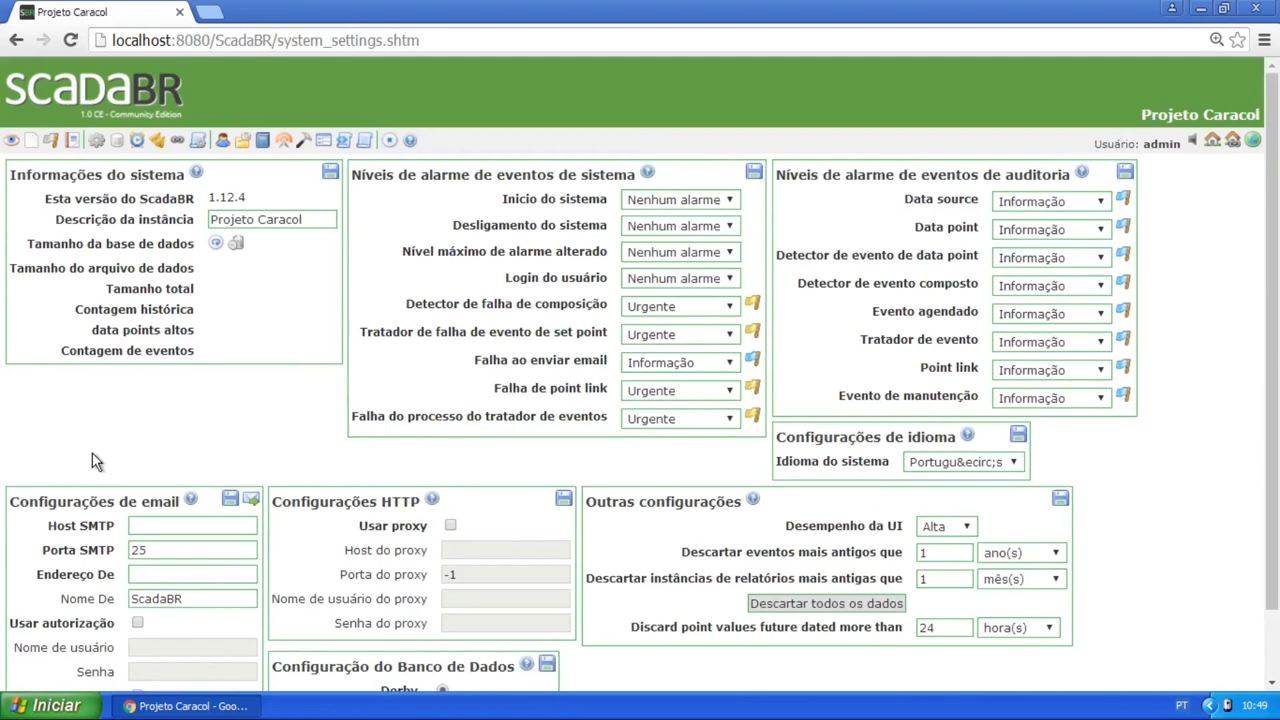 Projeto Caracol
localhost:8080/ScadaBR/system_settings.shtm
SCADABR
1.0 CE - Community Edition
Projeto Caracol
Usuário: admin
Informações do sistema
Esta versão do ScadaBR 1.12.4
Descrição da instância Projeto Caracol
Tamanho da base de dados
Tamanho do arquivo de dados
Tamanho total
Contagem histórica
data points altos
Contagem de eventos
Níveis de alarme de eventos de sistema
Inicio do sistema Nenhum alarme
Desligamento do sistema Nenhum alarme
Nível máximo de alarme alterado Nenhum alarme
Login do usuário Nenhum alarme
Detector de falha de composição Urgente
Tratador de falha de evento de set point Urgente
Falha ao enviar email Informação
Falha de point link Urgente
Falha do processo do tratador de eventos Urgente
Níveis de alarme de eventos de auditoria
Data source Informação
Data point Informação
Detector de evento de data point Informação
Detector de evento composto Informação
Evento agendado Informação
Tratador de evento Informação
Point link Informação
Evento de manutenção Informação
Configurações de idioma
Idioma do sistema Portugu&ecirc;s
Configurações de email
Host SMTP
Porta SMTP 25
Endereço De
Nome De ScadaBR
Usar autorização
Nome de usuário
Senha
Configurações HTTP
Usar proxy
Host do proxy
Porta do proxy -1
Nome de usuário do proxy
Senha do proxy
Configuração do Banco de Dados
Derby
Outras configurações
Desempenho da UI Alta
Descartar eventos mais antigos que 1 ano(s)
Descartar instâncias de relatórios mais antigas que 1 mês(s)
Descartar todos os dados
Discard point values future dated more than 24 hora(s)
Iniciar
Projeto Caracol - Goo...
PT
10:49